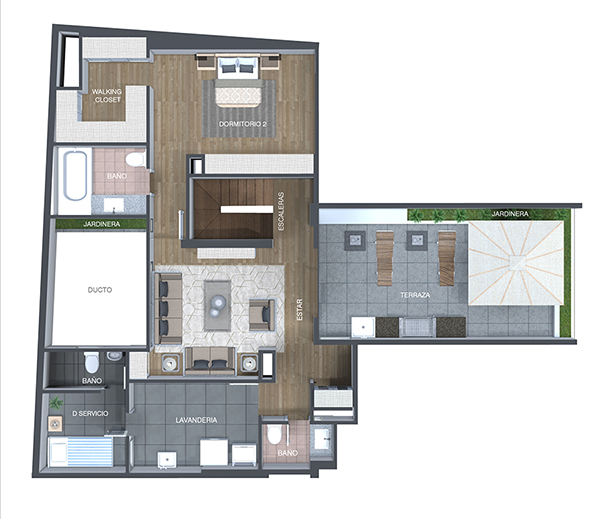 WALKING
CLOSET
DORMITORIO 2
BAÑO
ESCALERAS
JARDINERA
JARDINERA
DUCTO
ESTAR
TERRAZA
BAÑO
D SERVICIO
LAVANDERIA
BAÑO